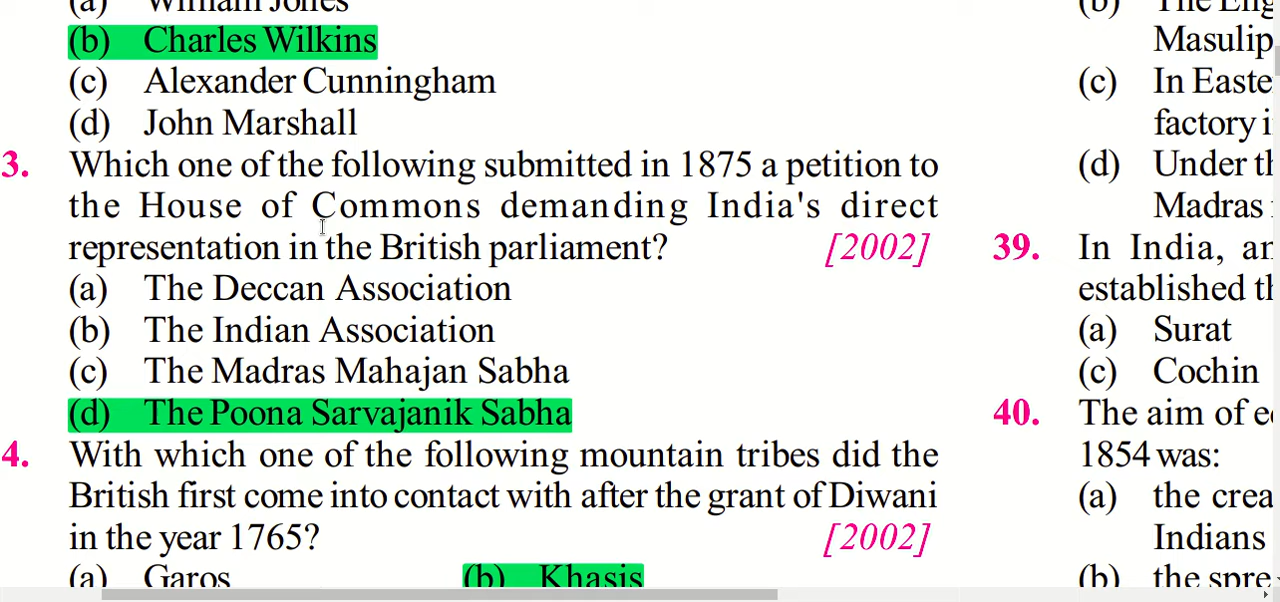 (a) William Jones
(b) Charles Wilkins
(c) Alexander Cunningham
(d) John Marshall
3. Which one of the following submitted in 1875 a petition to
the House of Commons demanding India's direct
representation in the British parliament? [2002]
(a) The Deccan Association
(b) The Indian Association
(c) The Madras Mahajan Sabha
(d) The Poona Sarvajanik Sabha
4. With which one of the following mountain tribes did the
British first come into contact with after the grant of Diwani
in the year 1765? [2002]
(a) Garos (b) Khasis
(b) The Eng
Masulip
(c) In Easte
factory i
(d) Under th
Madras
39. In India, an
established th
(a) Surat
(c) Cochin
40. The aim of e
1854 was:
(a) the crea
Indians
(b) the spre